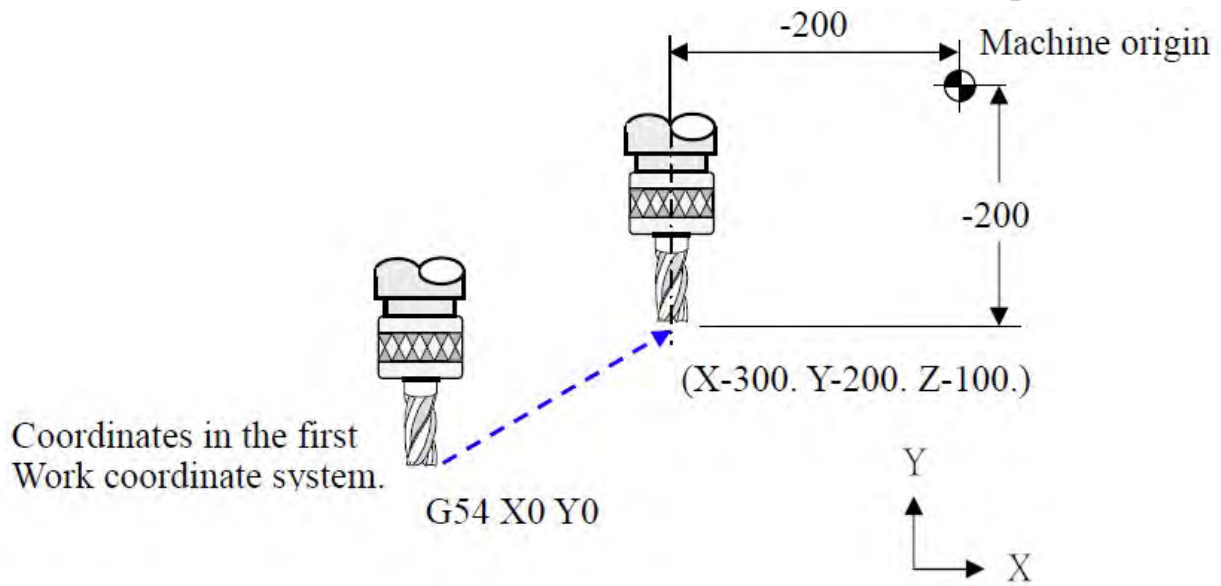 -200
Machine origin
-200
(X-300. Y-200. Z-100.)
Coordinates in the first
Work coordinate system.
G54 X0 Y0
Y
X